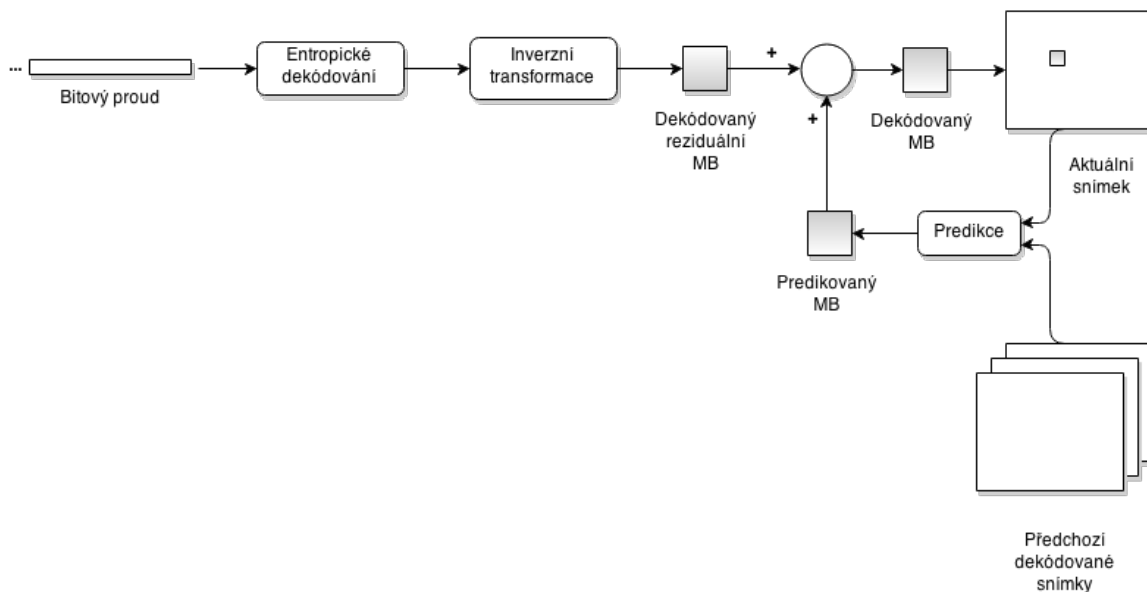 ...
Bitový proud
Entropické
dekódování
Inverzní
transformace
Dekódovaný
reziduální
MB
+
+
Dekódovaný
MB
Aktuální
snímek
Predikce
Predikovaný
MB
Předchozí
dekódované
snímky